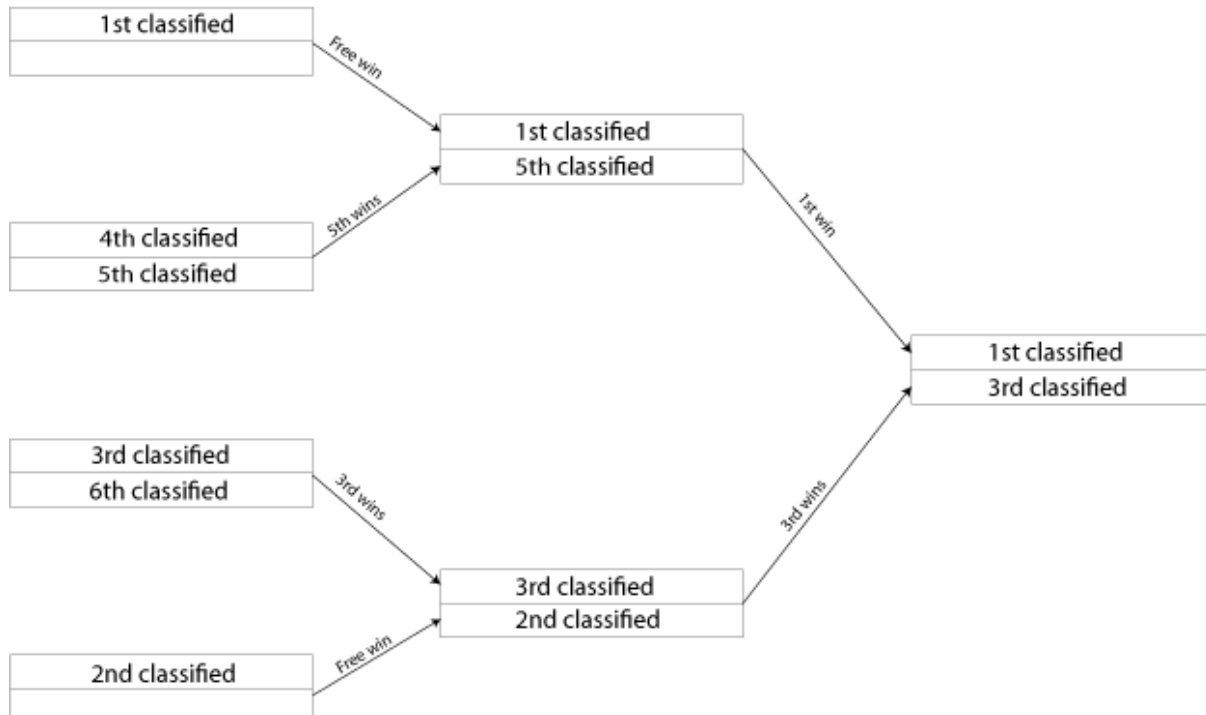 1st classified
Free win
1st classified
5th classified
5th wins
4th classified
5th classified
1st win
1st classified
3rd classified
3rd classified
6th classified
3rd wins
3rd wins
3rd classified
2nd classified
Free win
2nd classified